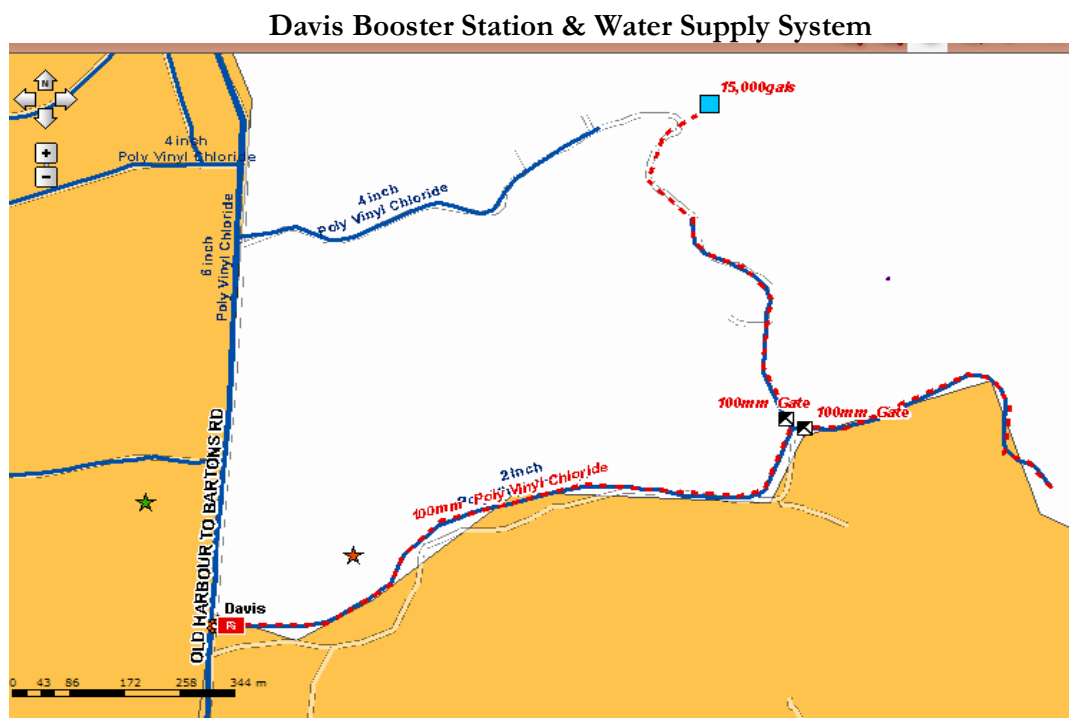 Davis Booster Station & Water Supply System
N
15,000gals
+
−
4 inch
Poly Vinyl Chloride
4 inch
Poly Vinyl Chloride
6 inch
Poly Vinyl Chloride
100mm Gate
100mm Gate
2 inch
100mm Poly Vinyl Chloride
OLD HARBOUR TO BARTONS RD
Davis
0 43 86 172 258 344 m